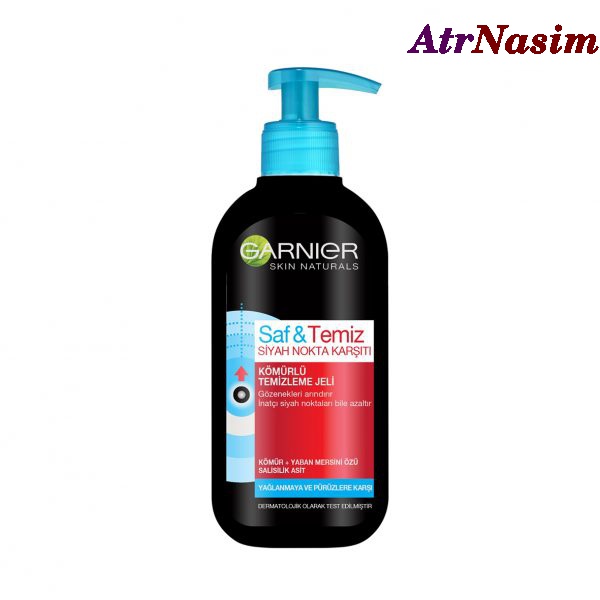 AtrNasim
GARNIER
SKIN NATURALS
Saf & Temiz
SİYAH NOKTA KARŞITI
KÖMÜRLÜ
TEMİZLEME JELİ
Gözenekleri arındırır
İnatçı siyah noktaları bile azaltır
KÖMÜR + YABAN MERSİNİ ÖZÜ
SALİSİLİK ASİT
YAĞLANMAYA VE PÜRÜZLERE KARŞI
DERMATOLOJİK OLARAK TEST EDİLMİŞTİR